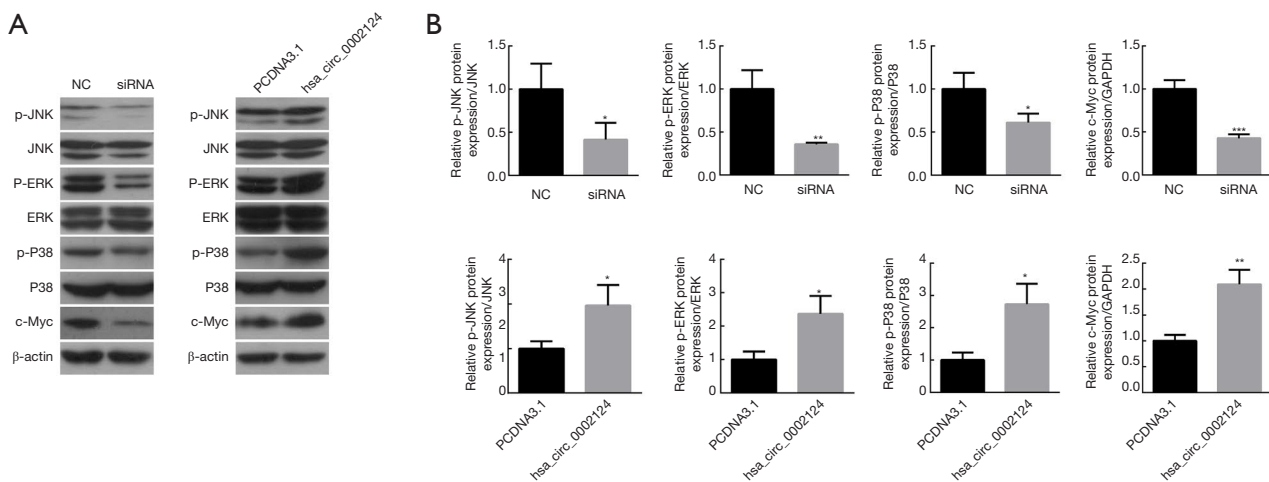 A
NC siRNA
p-JNK
JNK
P-ERK
ERK
p-P38
P38
c-Myc
β-actin
PCDNA3.1
hsa_circ_0002124
p-JNK
JNK
P-ERK
ERK
p-P38
P38
c-Myc
β-actin
B
Relative p-JNK protein
expression/JNK
1.5
1.0
0.5
0
*
NC siRNA
Relative p-ERK protein
expression/ERK
1.5
1.0
0.5
0
**
NC siRNA
Relative p-P38 protein
expression/P38
1.5
1.0
0.5
0
*
NC siRNA
Relative c-Myc protein
expression/GAPDH
1.5
1.0
0.5
0
***
NC siRNA
Relative p-JNK protein
expression/JNK
4
2
2
1
0
*
PCDNA3.1
hsa_circ_0002124
Relative p-ERK protein
expression/ERK
4
3
2
1
0
*
PCDNA3.1
hsa_circ_0002124
Relative p-P38 protein
expression/P38
4
3
2
1
0
*
PCDNA3.1
hsa_circ_0002124
Relative c-Myc protein
expression/GAPDH
2.5
2.0
1.5
1.0
0.5
0.0
**
PCDNA3.1
hsa_circ_0002124